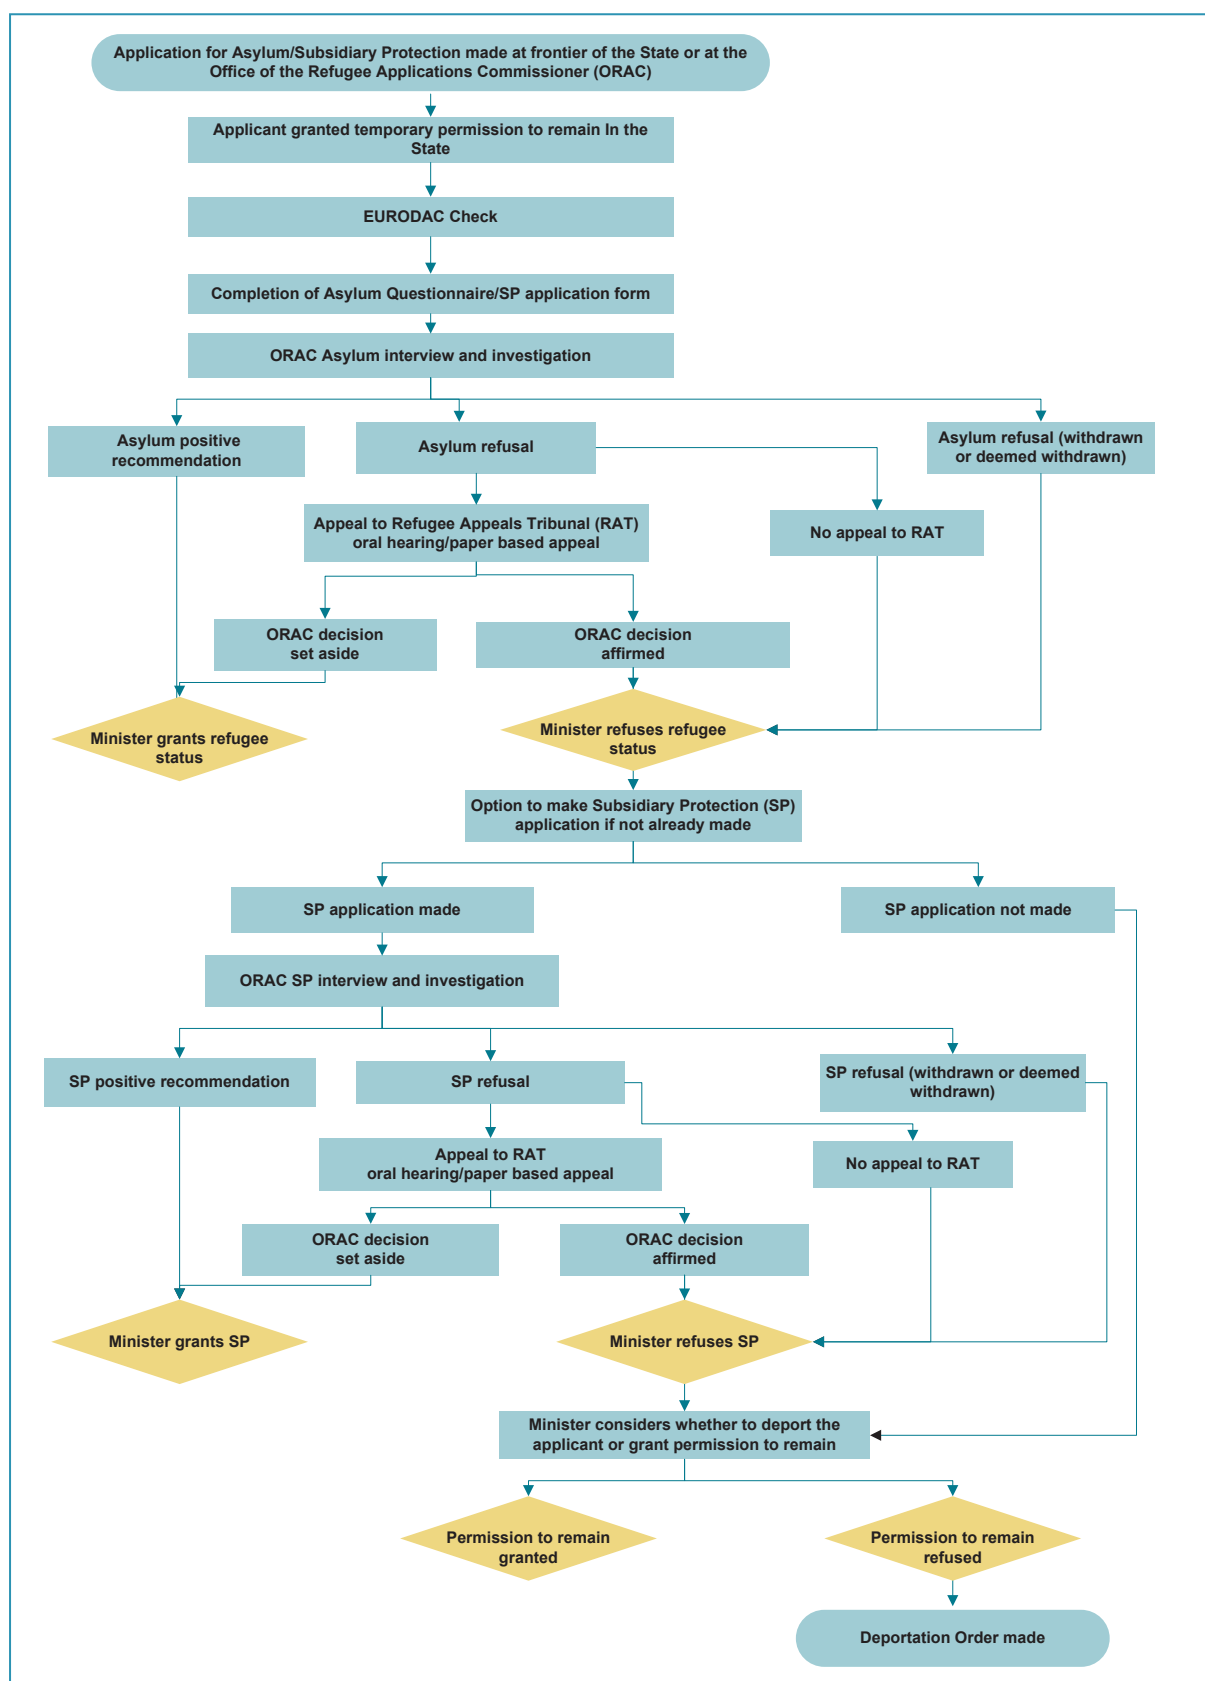 Application for Asylum/Subsidiary Protection made at frontier of the State or at the
Office of the Refugee Applications Commissioner (ORAC)
Applicant granted temporary permission to remain In the
State
EURODAC Check
Completion of Asylum Questionnaire/SP application form
ORAC Asylum interview and investigation
Asylum positive
recommendation
Asylum refusal
Asylum refusal (withdrawn
or deemed withdrawn)
Appeal to Refugee Appeals Tribunal (RAT)
oral hearing/paper based appeal
No appeal to RAT
ORAC decision
set aside
ORAC decision
affirmed
Minister grants refugee
status
Minister refuses refugee
status
Option to make Subsidiary Protection (SP)
application if not already made
SP application made
SP application not made
ORAC SP interview and investigation
SP positive recommendation
SP refusal
SP refusal (withdrawn or deemed
withdrawn)
Appeal to RAT
oral hearing/paper based appeal
No appeal to RAT
ORAC decision
set aside
ORAC decision
affirmed
Minister grants SP
Minister refuses SP
Minister considers whether to deport the
applicant or grant permission to remain
Permission to remain
granted
Permission to remain
refused
Deportation Order made